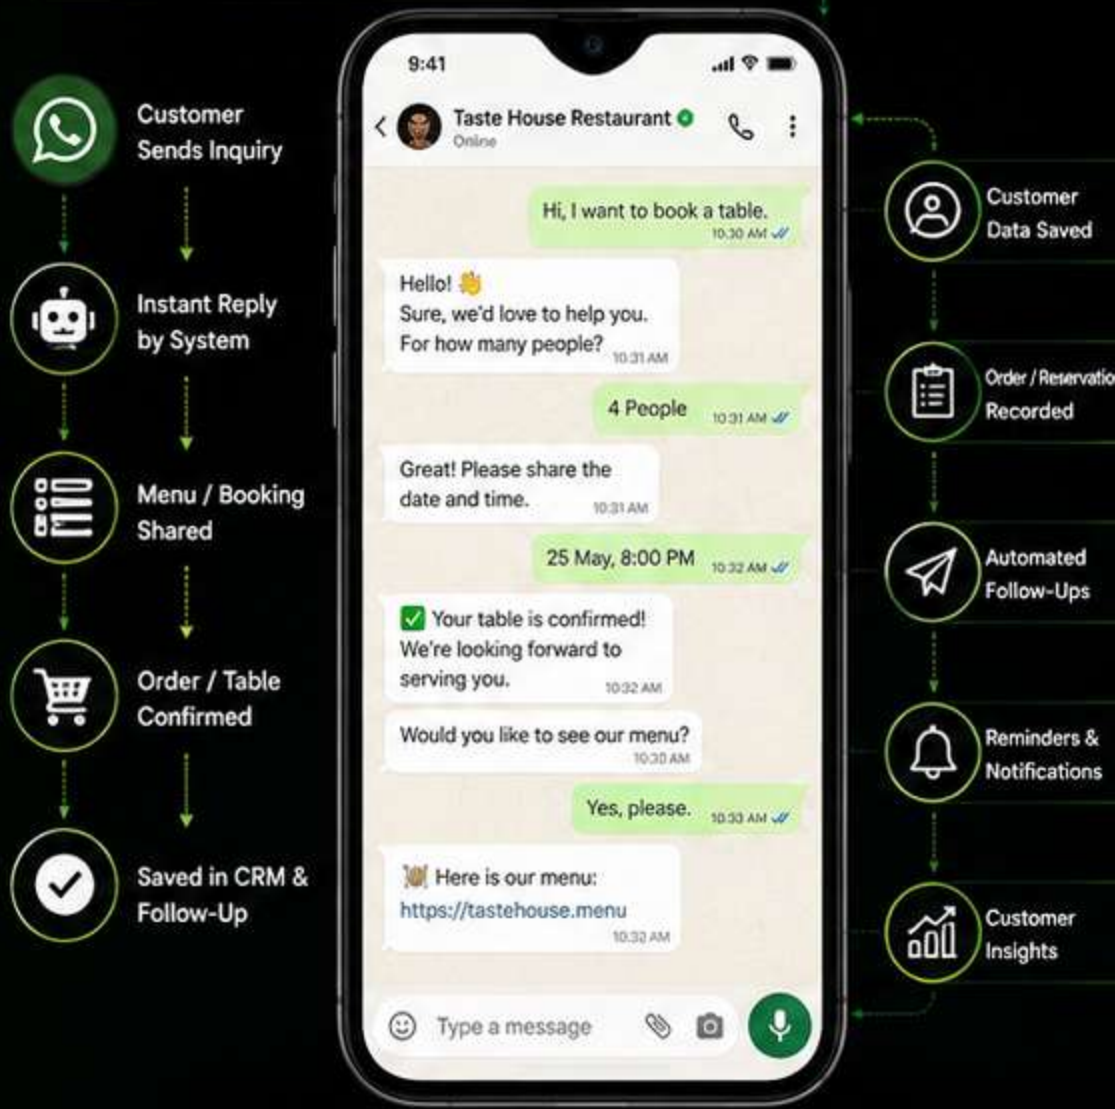 Customer
Sends Inquiry
Instant Reply
by System
Menu / Booking
Shared
Order / Table
Confirmed
Saved in CRM &
Follow-Up
9:41
Taste House Restaurant
Online
Hi, I want to book a table.
10:30 AM
Hello! 👋
Sure, we'd love to help you.
For how many people?
10:31 AM
4 People
10:31 AM
Great! Please share the
date and time.
10:31 AM
25 May, 8:00 PM
10:32 AM
✅ Your table is confirmed!
We're looking forward to
serving you.
10:32 AM
Would you like to see our menu?
10:30 AM
Yes, please.
10:33 AM
🍽 Here is our menu:
https://tastehouse.menu
10:32 AM
Type a message
Customer
Data Saved
Order / Reservatio
Recorded
Automated
Follow-Ups
Reminders &
Notifications
Customer
Insights